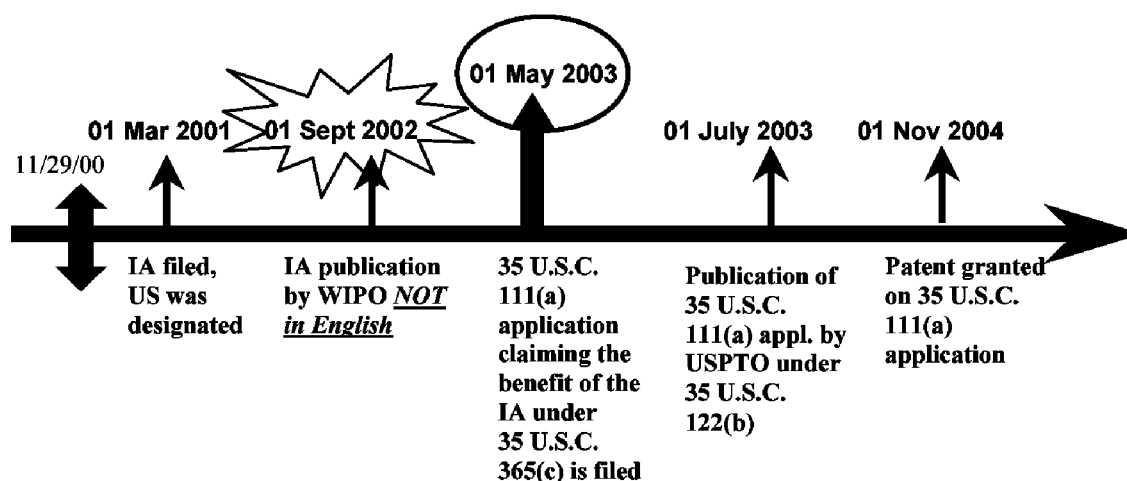 01 May 2003
01 Mar 2001
01 Sept 2002
01 July 2003
01 Nov 2004
11/29/00
IA filed,
US was
designated
IA publication
by WIPO NOT
in English
35 U.S.C.
111(a)
application
claiming the
benefit of the
IA under
35 U.S.C.
365(c) is filed
Publication of
35 U.S.C.
111(a) appl. by
USPTO under
35 U.S.C.
122(b)
Patent granted
on 35 U.S.C.
111(a)
application